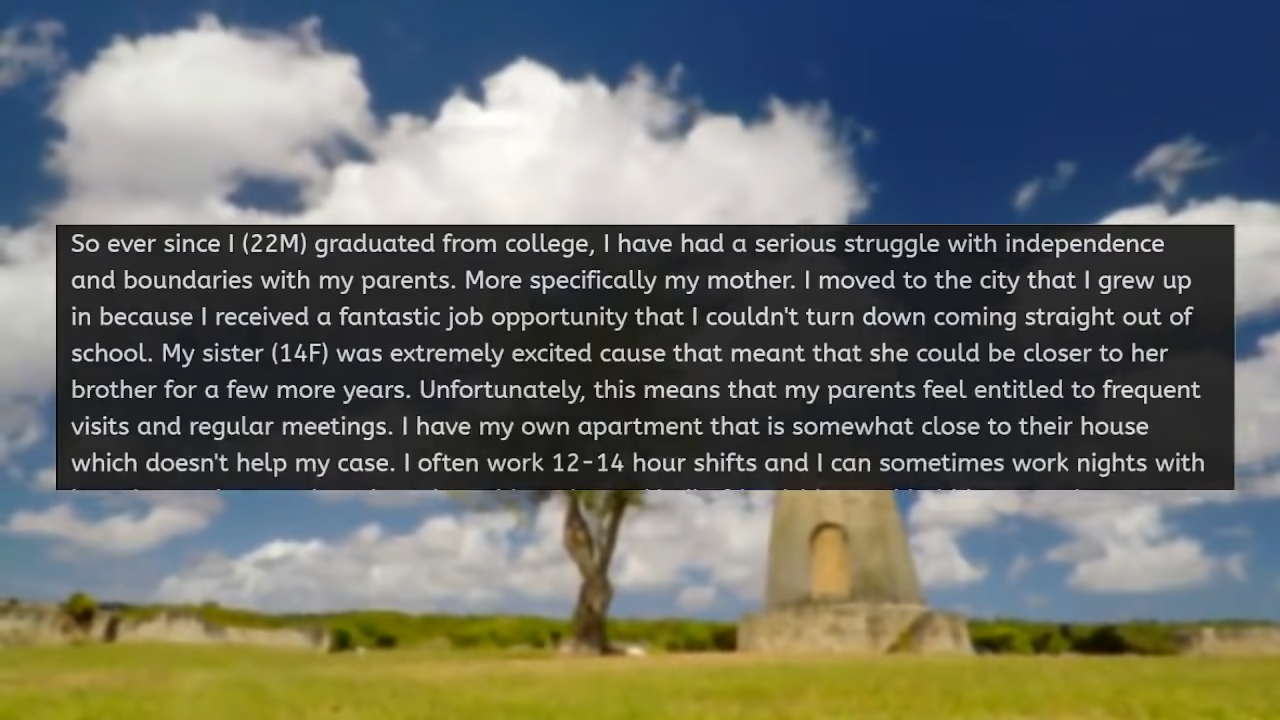 So ever since I (22M) graduated from college, I have had a serious struggle with independence
and boundaries with my parents. More specifically my mother. I moved to the city that I grew up
in because I received a fantastic job opportunity that I couldn't turn down coming straight out of
school. My sister (14F) was extremely excited cause that meant that she could be closer to her
brother for a few more years. Unfortunately, this means that my parents feel entitled to frequent
visits and regular meetings. I have my own apartment that is somewhat close to their house
which doesn't help my case. I often work 12-14 hour shifts and I can sometimes work nights with